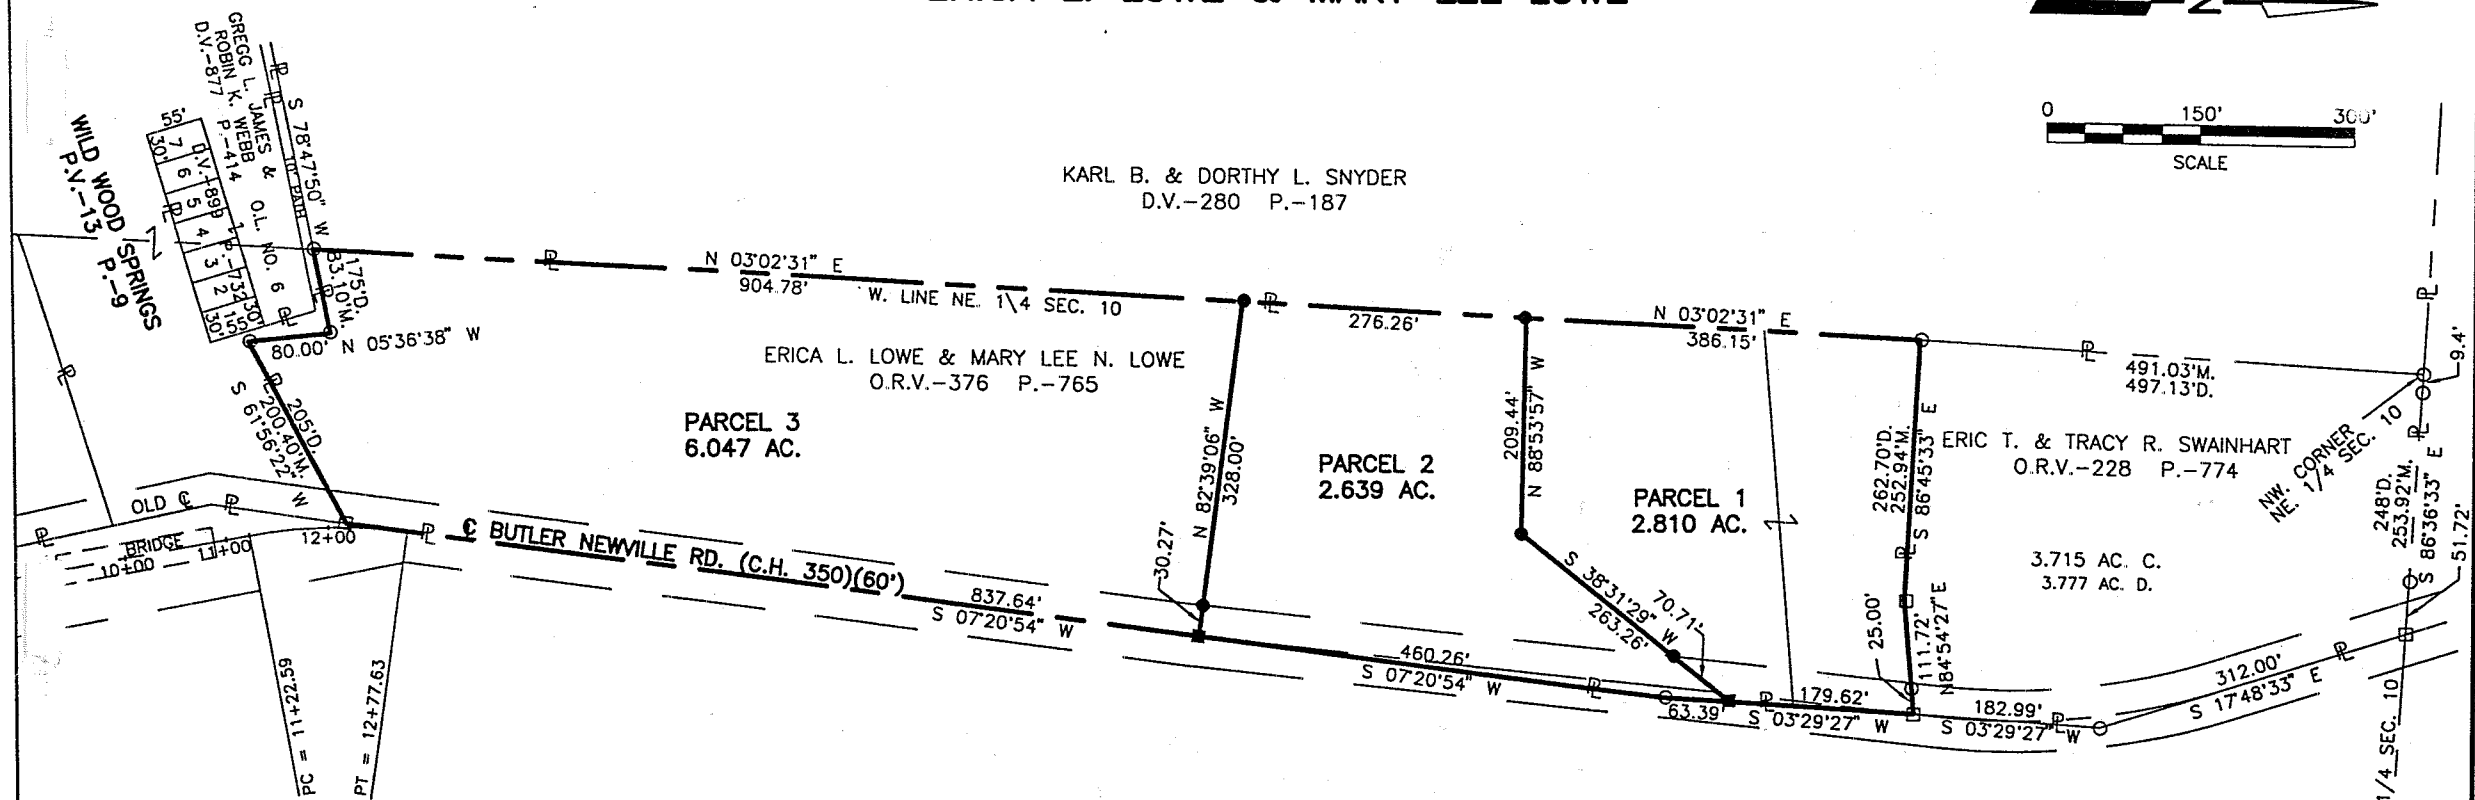 GREGG L. JAMES &
ROBIN K. WEBB
D.V.-877 P.-414
O.L. NO. 6
S 78°47'50" W
10' PATH
WILD WOOD SPRINGS
P.V.-13 P.-9
55'
30'
7
6
5
4
3
2
1
D.V.-899 P.-732
30'
30'
55'
175'D.
83.10'M.
80.00'
N 05°36'38" W
205'D.
200.40'M.
S 61°56'22" W
KARL B. & DORTHY L. SNYDER
D.V.-280 P.-187
0 150' 300'
SCALE
N 03°02'31" E
904.78'
W. LINE NE. 1\4 SEC. 10
276.26'
N 03°02'31" E
386.15'
491.03'M.
497.13'D.
9.4'
ERICA L. LOWE & MARY LEE N. LOWE
O.R.V.-376 P.-765
PARCEL 3
6.047 AC.
N 82°39'06" W
328.00'
30.27'
PARCEL 2
2.639 AC.
209.44'
N 88°53'57" W
PARCEL 1
2.810 AC.
S 38°31'29" W
263.26'
70.71'
262.70'D.
252.94'M.
S 86°45'33" E
ERIC T. & TRACY R. SWAINHART
O.R.V.-228 P.-774
3.715 AC. C.
3.777 AC. D.
NW. CORNER
NE. 1/4 SEC. 10
248'D.
253.92'M.
S 86°36'33" E
51.72'
25.00'
111.72'
N84°54'27"E
OLD ℄
BRIDGE
10+00
11+00
12+00
℄ BUTLER NEWVILLE RD. (C.H. 350)(60')
837.64'
S 07°20'54" W
460.26'
S 07°20'54" W
63.39'
179.62'
S 03°29'27" W
182.99'
S 03°29'27" W
312.00'
S 17°48'33" E
PC = 11+22.59
PT = 12+77.63
1/4 SEC. 10